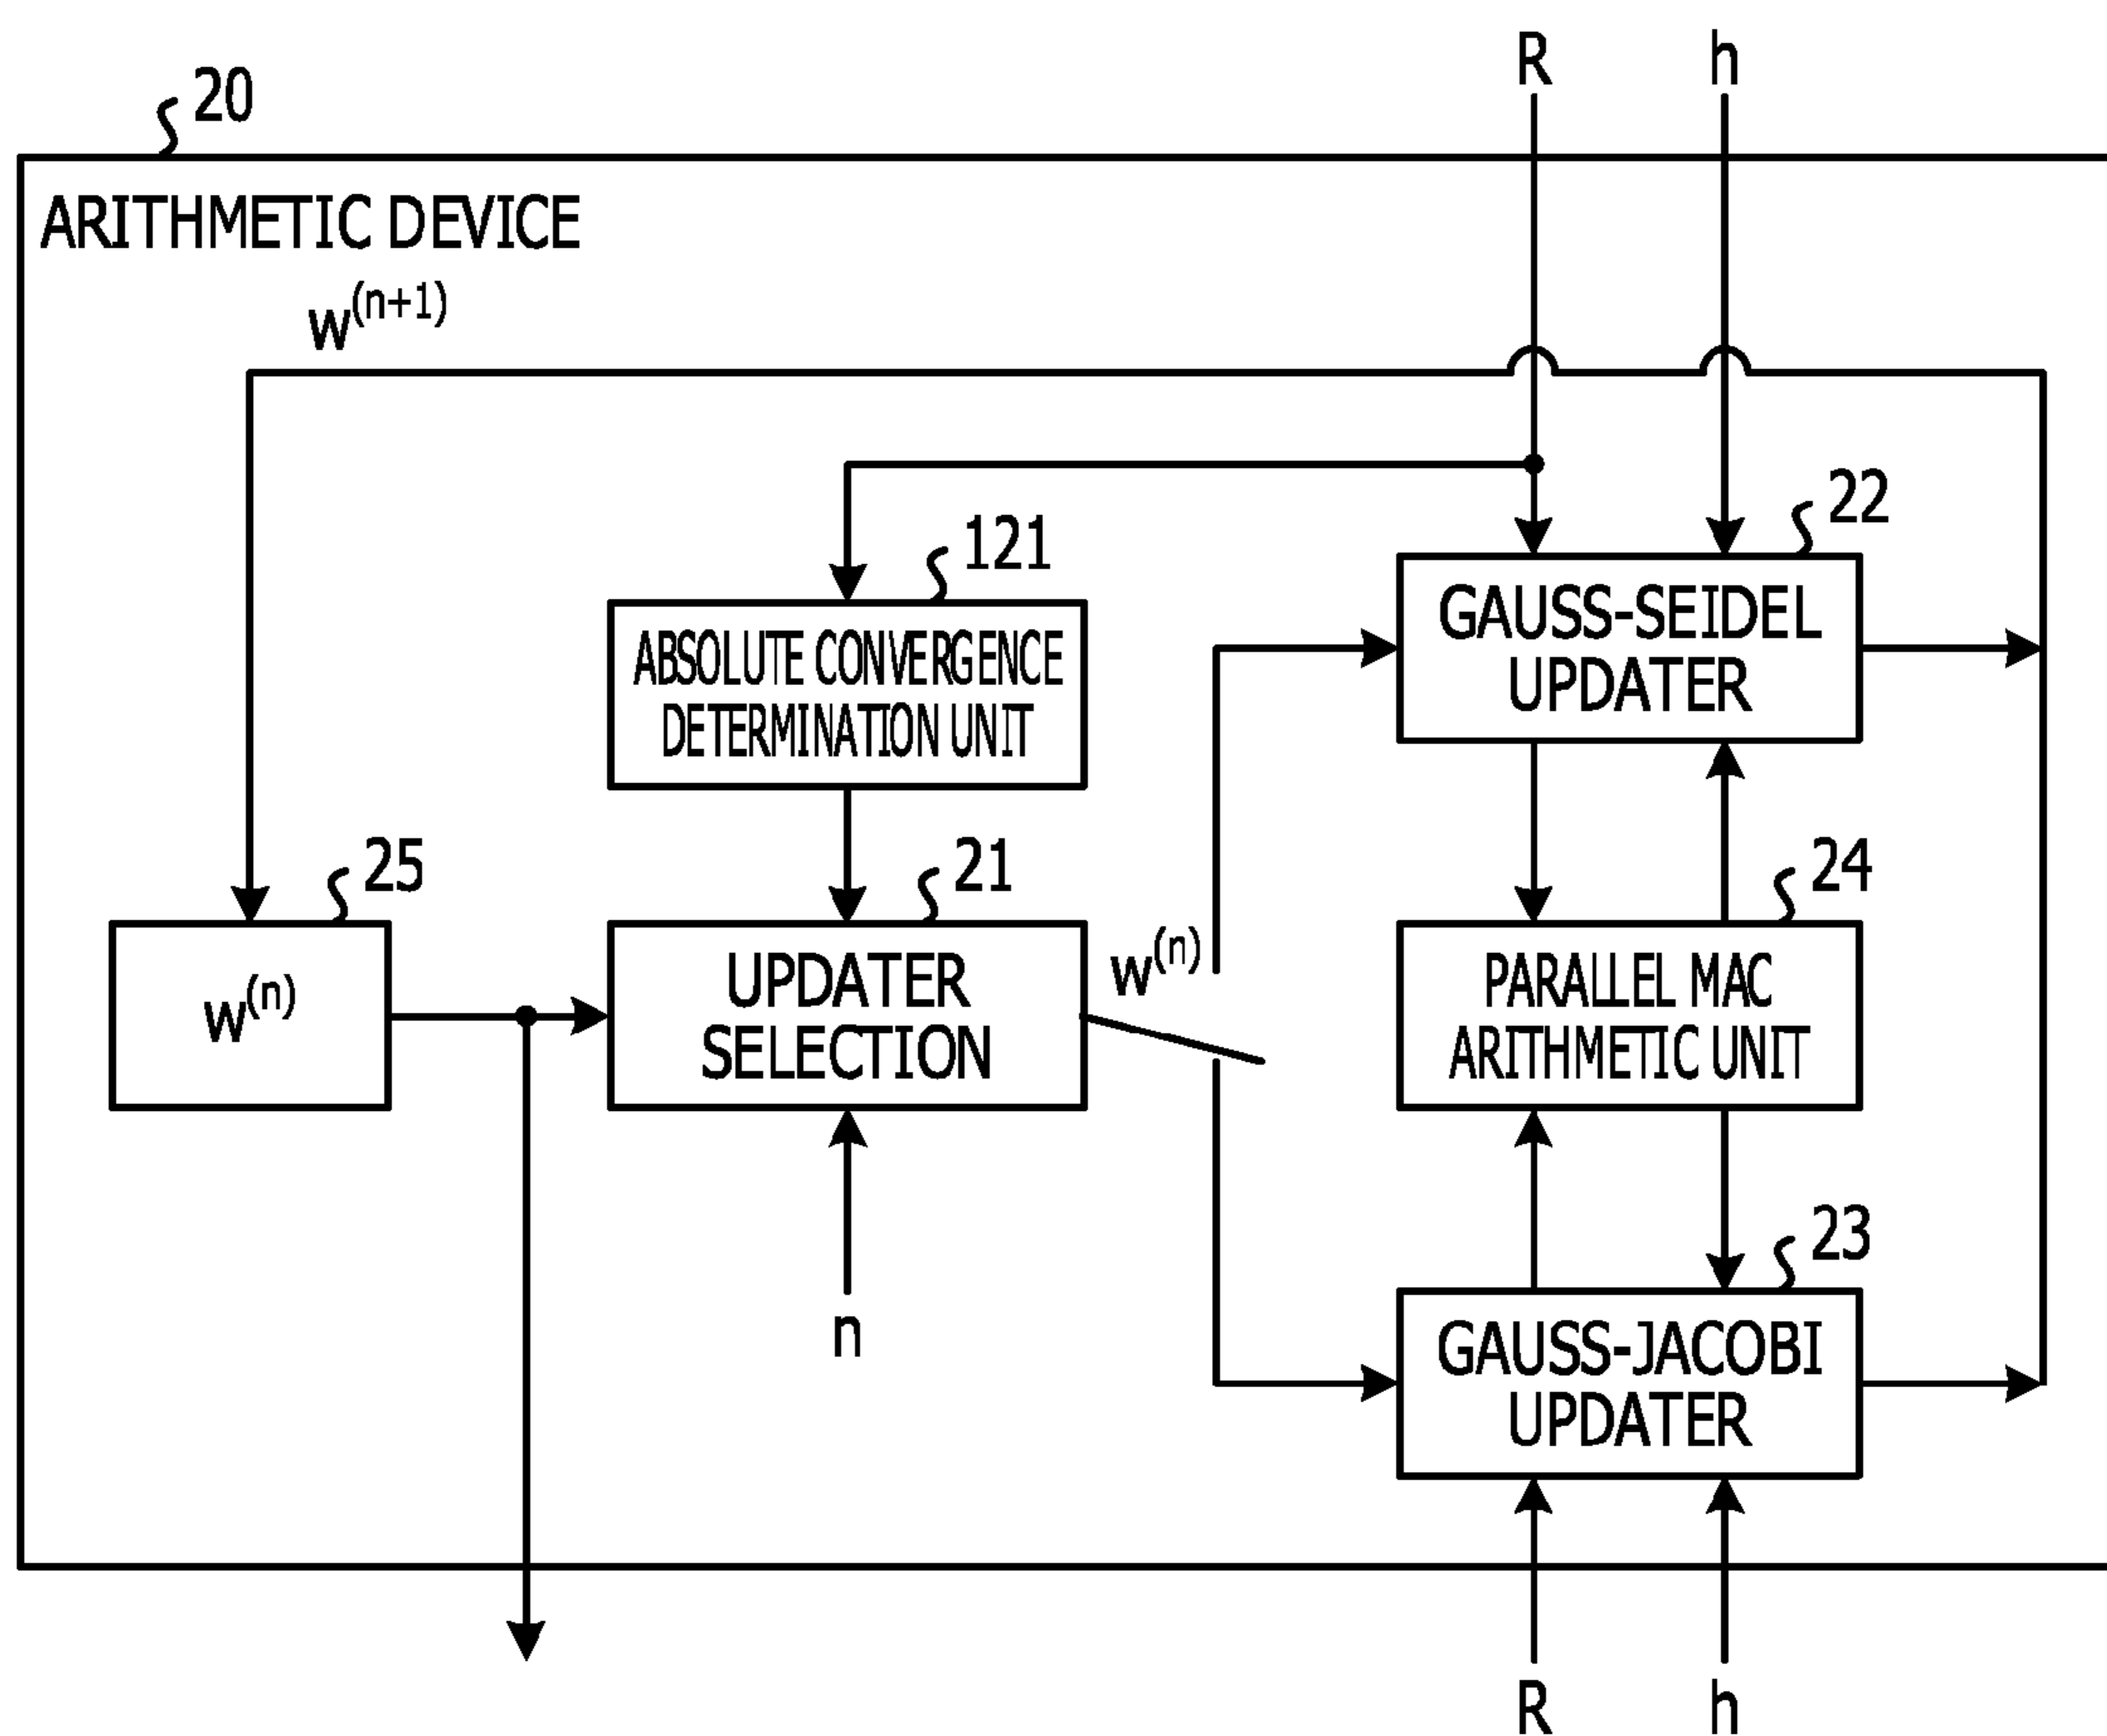 R
h
20
ARITHMETIC DEVICE
w^(n+1)
22
121
GAUSS-SEIDEL
UPDATER
ABSOLUTE CONVERGENCE
DETERMINATION UNIT
25
21
24
w^(n)
UPDATER
SELECTION
w^(n)
PARALLEL MAC
ARITHMETIC UNIT
n
23
GAUSS-JACOBI
UPDATER
R
h